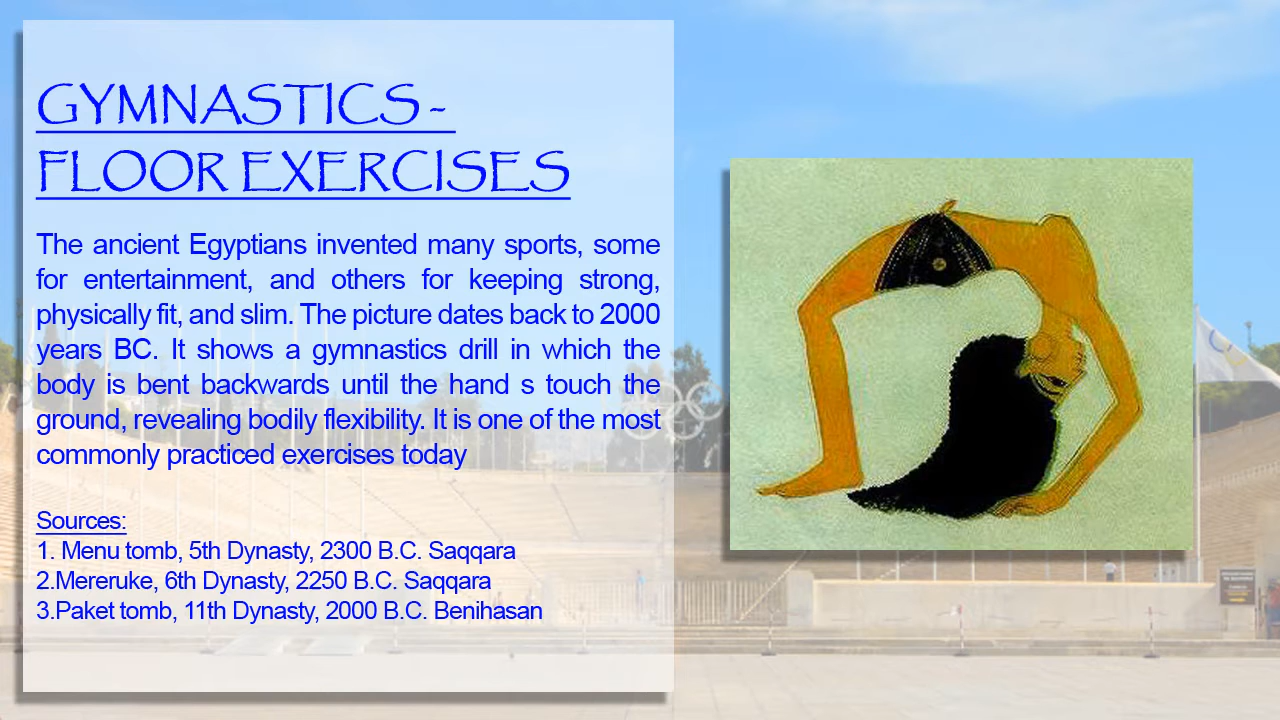 GYMNASTICS -
FLOOR EXERCISES
The ancient Egyptians invented many sports, some
for entertainment, and others for keeping strong,
physically fit, and slim. The picture dates back to 2000
years BC. It shows a gymnastics drill in which the
body is bent backwards until the hand s touch the
ground, revealing bodily flexibility. It is one of the most
commonly practiced exercises today
Sources:
1. Menu tomb, 5th Dynasty, 2300 B.C. Saqqara
2.Mereruke, 6th Dynasty, 2250 B.C. Saqqara
3.Paket tomb, 11th Dynasty, 2000 B.C. Benihasan